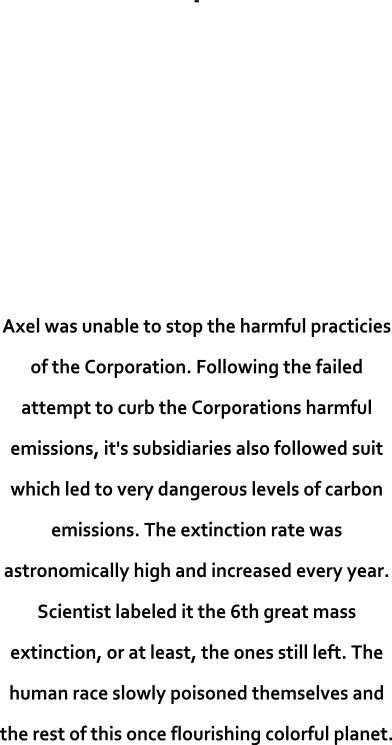 Axel was unable to stop the harmful practicies
of the Corporation. Following the failed
attempt to curb the Corporations harmful
emissions, it's subsidiaries also followed suit
which led to very dangerous levels of carbon
emissions. The extinction rate was
astronomically high and increased every year.
Scientist labeled it the 6th great mass
extinction, or at least, the ones still left. The
human race slowly poisoned themselves and
the rest of this once flourishing colorful planet.